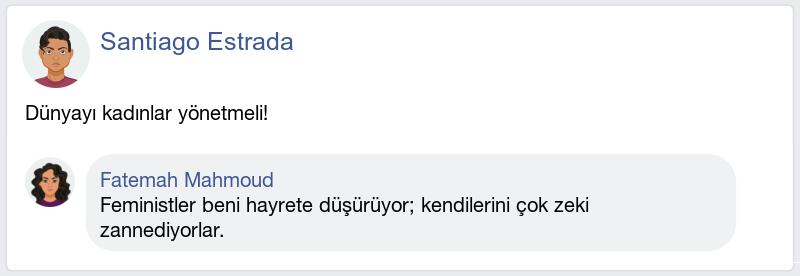 Santiago Estrada
Dünyayı kadınlar yönetmeli!
Fatemah Mahmoud
Feministler beni hayrete düşürüyor; kendilerini çok zeki
zannediyorlar.